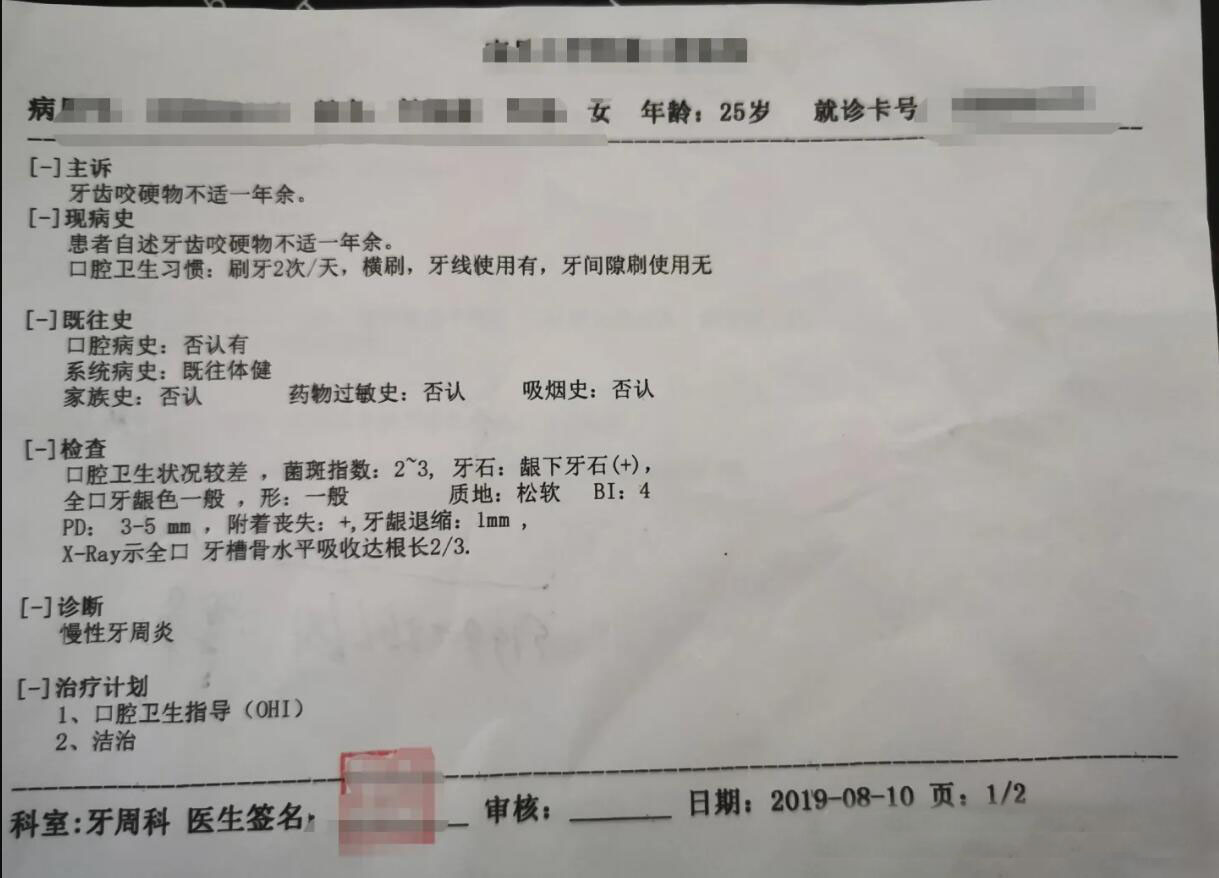 病
女 年龄：25岁 就诊卡号
[-]主诉
牙齿咬硬物不适一年余。
[-]现病史
患者自述牙齿咬硬物不适一年余。
口腔卫生习惯：刷牙2次/天，横刷，牙线使用有，牙间隙刷使用无
[-]既往史
口腔病史：否认有
系统病史：既往体健
家族史：否认 药物过敏史：否认 吸烟史：否认
[-]检查
口腔卫生状况较差 ，菌斑指数：2~3, 牙石：龈下牙石(+)，
全口牙龈色一般 ，形：一般 质地：松软 BI：4
PD： 3-5 mm ，附着丧失：+,牙龈退缩：1mm ，
X-Ray示全口 牙槽骨水平吸收达根长2/3.
[-]诊断
慢性牙周炎
[-]治疗计划
1、口腔卫生指导（OHI）
2、洁治
科室:牙周科 医生签名: 审核： 日期：2019-08-10 页：1/2